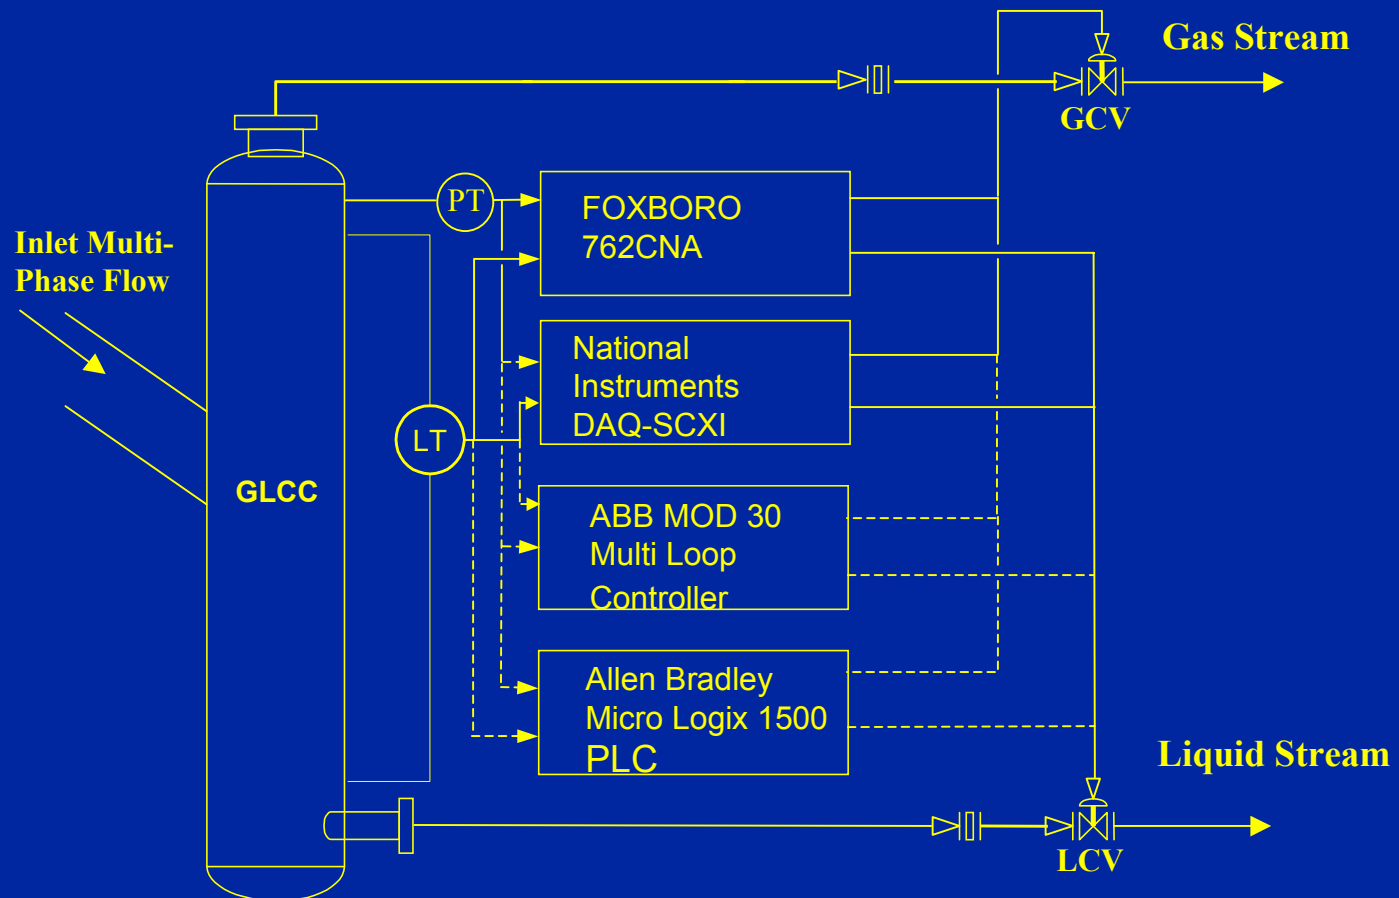 Gas Stream
GCV
PT
FOXBORO
762CNA
Inlet Multi-
Phase Flow
National
Instruments
DAQ-SCXI
LT
GLCC
ABB MOD 30
Multi Loop
Controller
Allen Bradley
Micro Logix 1500
PLC
Liquid Stream
LCV